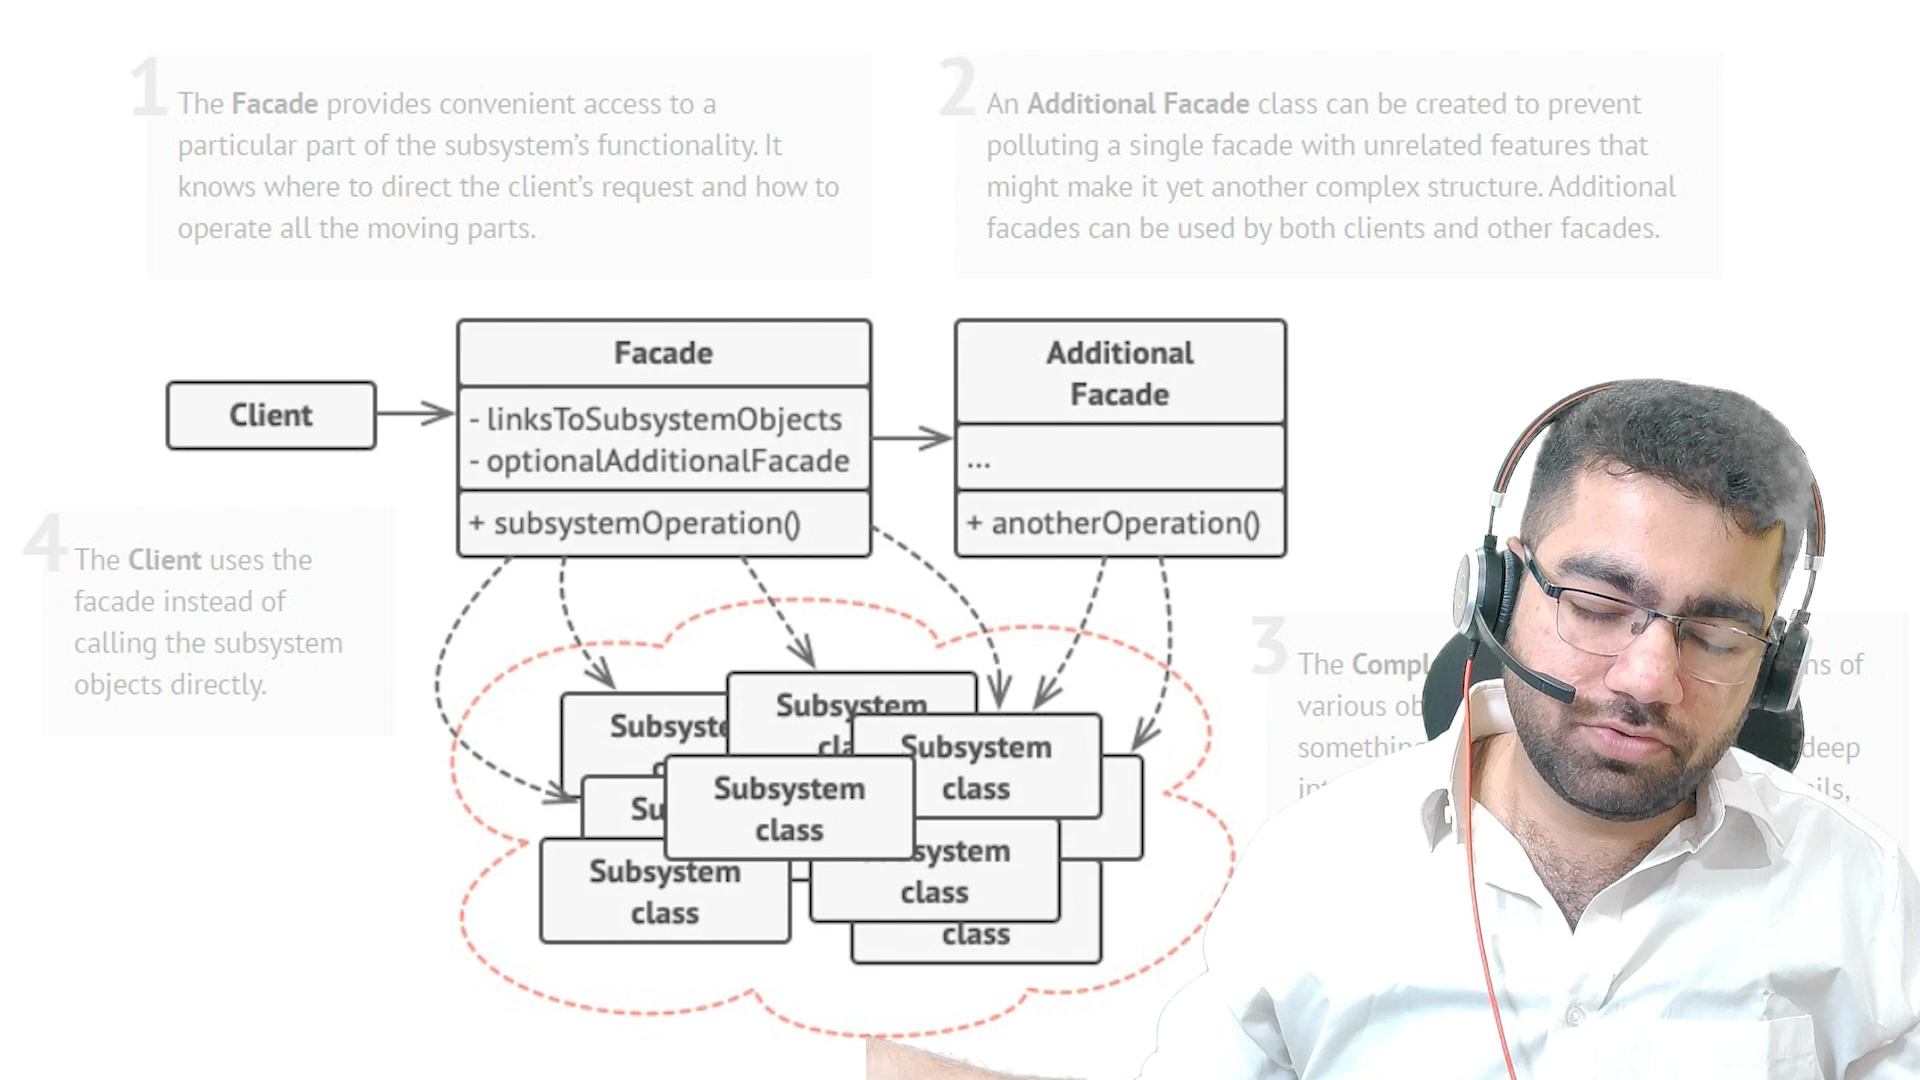 1
The Facade provides convenient access to a
particular part of the subsystem's functionality. It
knows where to direct the client's request and how to
operate all the moving parts.
2
An Additional Facade class can be created to prevent
polluting a single facade with unrelated features that
might make it yet another complex structure. Additional
facades can be used by both clients and other facades.
Client
Facade
- linksToSubsystemObjects
- optionalAdditionalFacade
+ subsystemOperation()
Additional
Facade
...
+ anotherOperation()
4
The Client uses the
facade instead of
calling the subsystem
objects directly.
3
The
of
various
deep
Subsystem
Subsystem
class
Subsystem
class
Subsystem
class
class
class